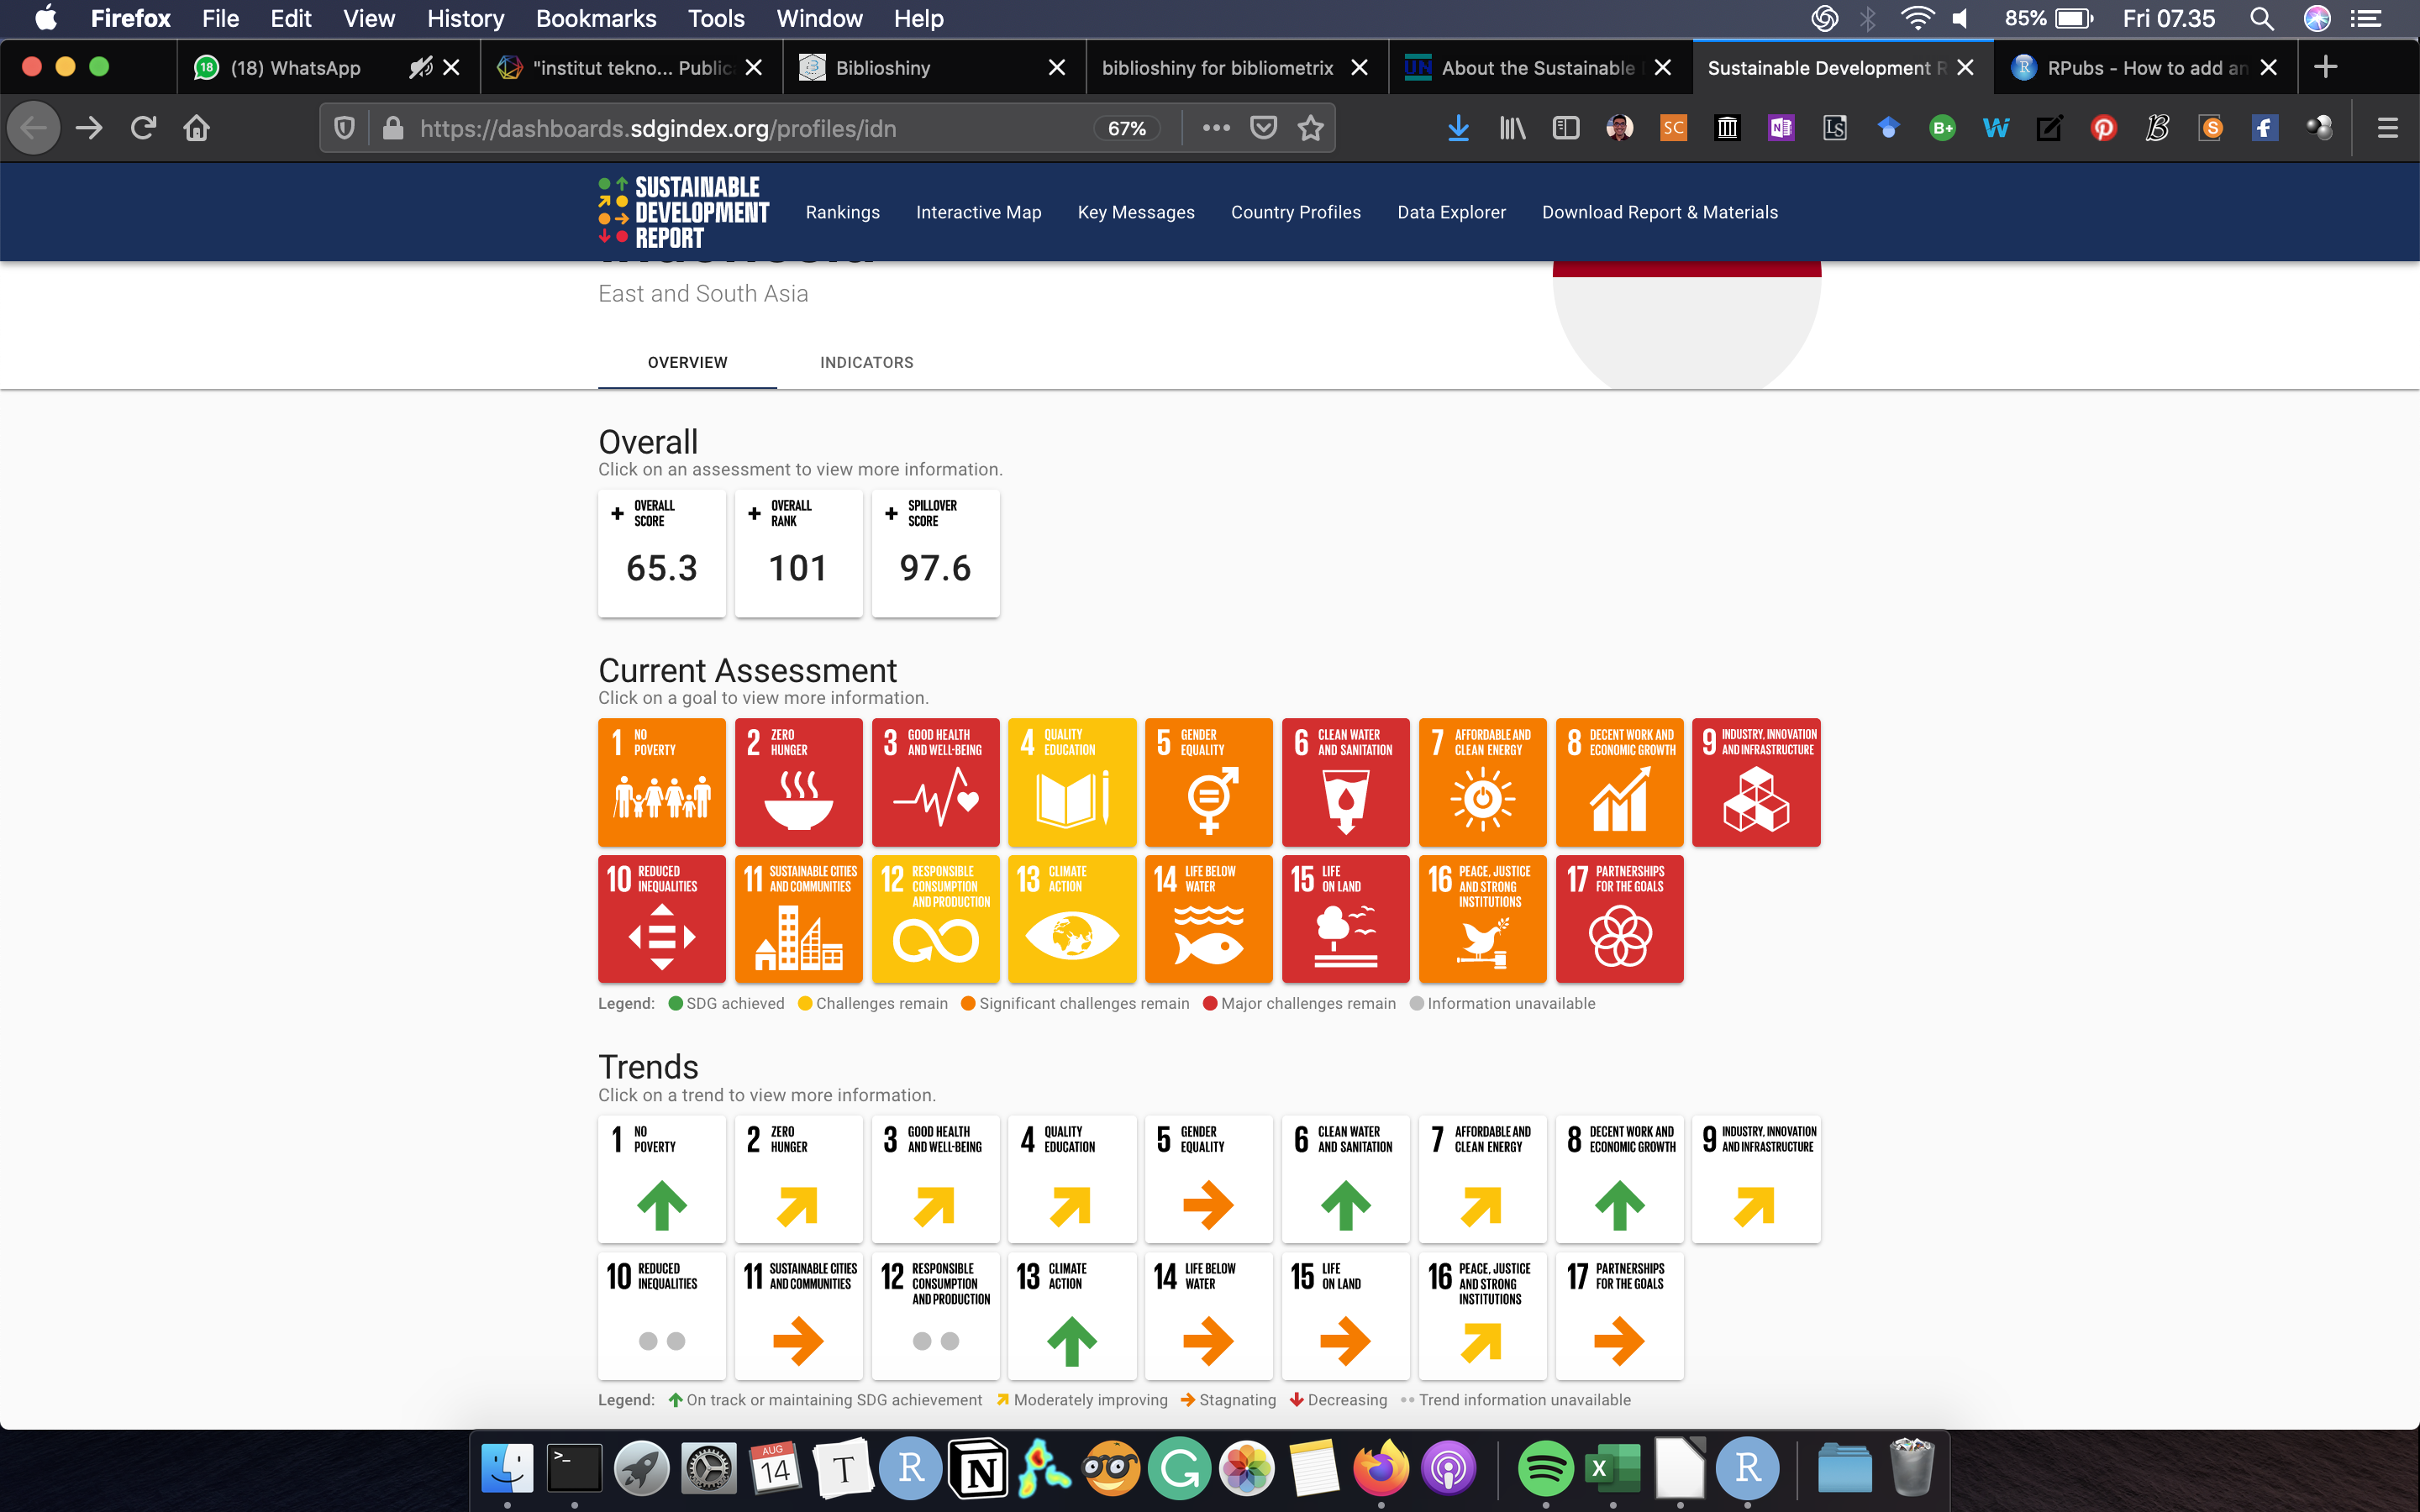 Firefox File Edit View History Bookmarks Tools Window Help 85% Fri 07.35
18 (18) WhatsApp "institut tekno... Public Biblioshiny biblioshiny for bibliometrix UN About the Sustainable Sustainable Development R RPubs - How to add an
https://dashboards.sdgindex.org/profiles/idn 67% SC N LS B+ W B S f
SUSTAINABLE
DEVELOPMENT
REPORT
Rankings Interactive Map Key Messages Country Profiles Data Explorer Download Report & Materials
East and South Asia
OVERVIEW INDICATORS
Overall
Click on an assessment to view more information.
+ OVERALL SCORE
65.3
+ OVERALL RANK
101
+ SPILLOVER SCORE
97.6
Current Assessment
Click on a goal to view more information.
1 NO POVERTY
2 ZERO HUNGER
3 GOOD HEALTH AND WELL-BEING
4 QUALITY EDUCATION
5 GENDER EQUALITY
6 CLEAN WATER AND SANITATION
7 AFFORDABLE AND CLEAN ENERGY
8 DECENT WORK AND ECONOMIC GROWTH
9 INDUSTRY, INNOVATION AND INFRASTRUCTURE
10 REDUCED INEQUALITIES
11 SUSTAINABLE CITIES AND COMMUNITIES
12 RESPONSIBLE CONSUMPTION AND PRODUCTION
13 CLIMATE ACTION
14 LIFE BELOW WATER
15 LIFE ON LAND
16 PEACE, JUSTICE AND STRONG INSTITUTIONS
17 PARTNERSHIPS FOR THE GOALS
Legend: SDG achieved Challenges remain Significant challenges remain Major challenges remain Information unavailable
Trends
Click on a trend to view more information.
1 NO POVERTY
2 ZERO HUNGER
3 GOOD HEALTH AND WELL-BEING
4 QUALITY EDUCATION
5 GENDER EQUALITY
6 CLEAN WATER AND SANITATION
7 AFFORDABLE AND CLEAN ENERGY
8 DECENT WORK AND ECONOMIC GROWTH
9 INDUSTRY, INNOVATION AND INFRASTRUCTURE
10 REDUCED INEQUALITIES
11 SUSTAINABLE CITIES AND COMMUNITIES
12 RESPONSIBLE CONSUMPTION AND PRODUCTION
13 CLIMATE ACTION
14 LIFE BELOW WATER
15 LIFE ON LAND
16 PEACE, JUSTICE AND STRONG INSTITUTIONS
17 PARTNERSHIPS FOR THE GOALS
Legend: On track or maintaining SDG achievement Moderately improving Stagnating Decreasing Trend information unavailable
AUG
14 T R N G X R